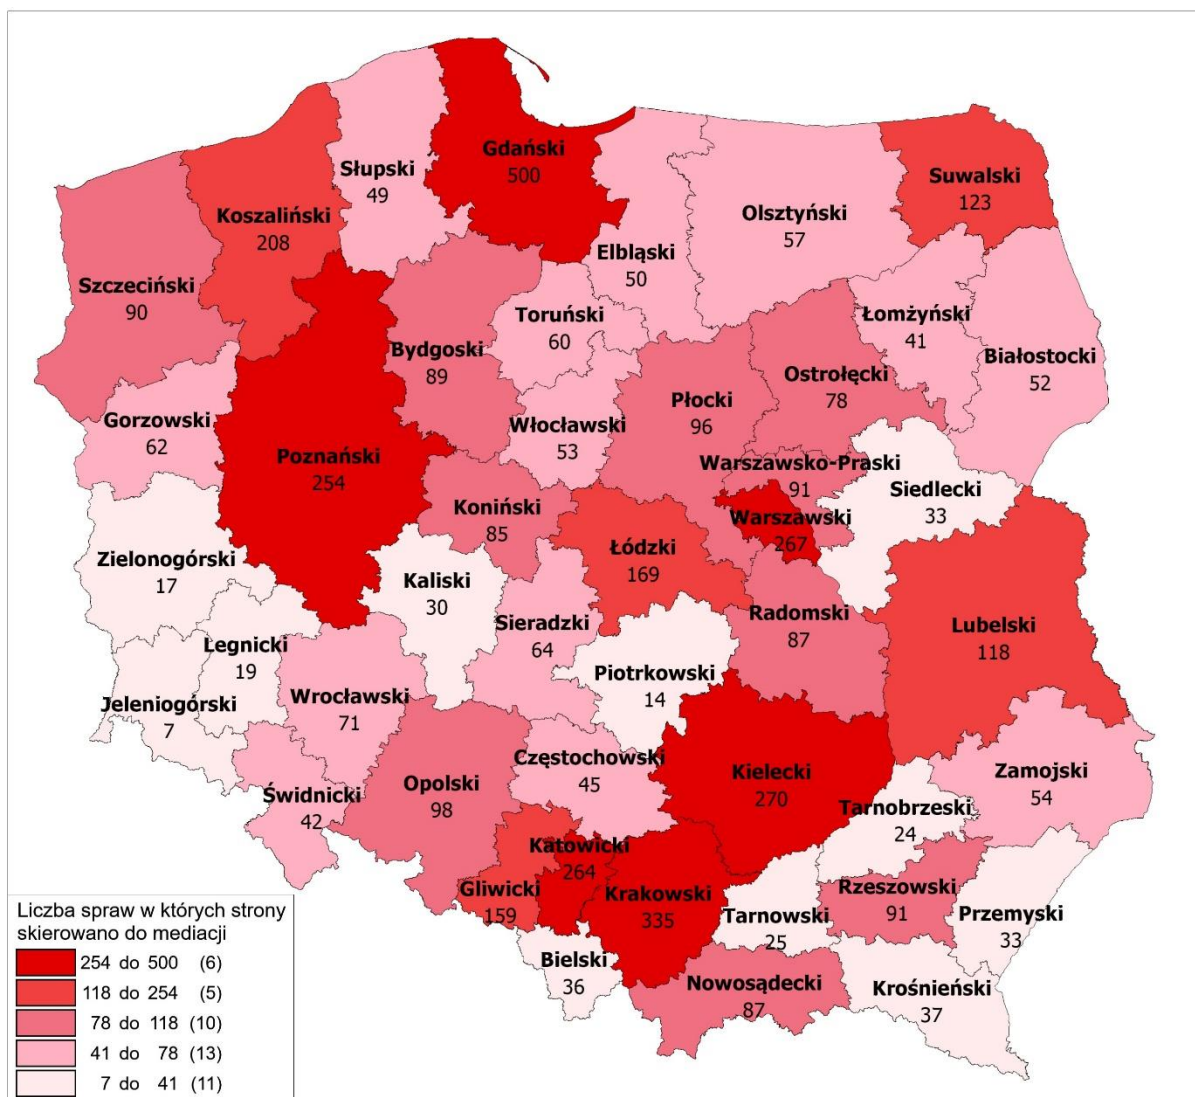 Gdański
500
Słupski
49
Koszaliński
208
Suwalski
123
Olsztyński
57
Elbląski
50
Szczeciński
90
Toruński
60
Łomżyński
41
Białostocki
52
Bydgoski
89
Ostrołęcki
78
Płocki
96
Gorzowski
62
Włocławski
53
Poznański
254
Warszawsko-Praski
91
Siedlecki
33
Koniński
85
Warszawski
267
Łódzki
169
Zielonogórski
17
Kaliski
30
Radomski
87
Sieradzki
64
Lubelski
118
Legnicki
19
Piotrkowski
14
Wrocławski
71
Jeleniogórski
7
Częstochowski
45
Kielecki
270
Zamojski
54
Opolski
98
Świdnicki
42
Tarnobrzeski
24
Katowicki
264
Gliwicki
159
Krakowski
335
Rzeszowski
91
Tarnowski
25
Przemyski
33
Bielski
36
Nowosądecki
87
Krośnieński
37
Liczba spraw w których strony
skierowano do mediacji
254 do 500 (6)
118 do 254 (5)
78 do 118 (10)
41 do 78 (13)
7 do 41 (11)